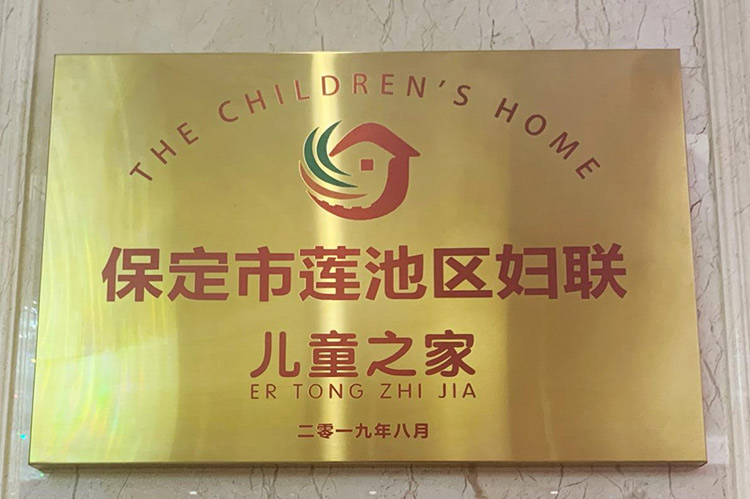 THE CHILDREN'S HOME
保定市莲池区妇联
儿童之家
ER TONG ZHI JIA
二零一九年八月